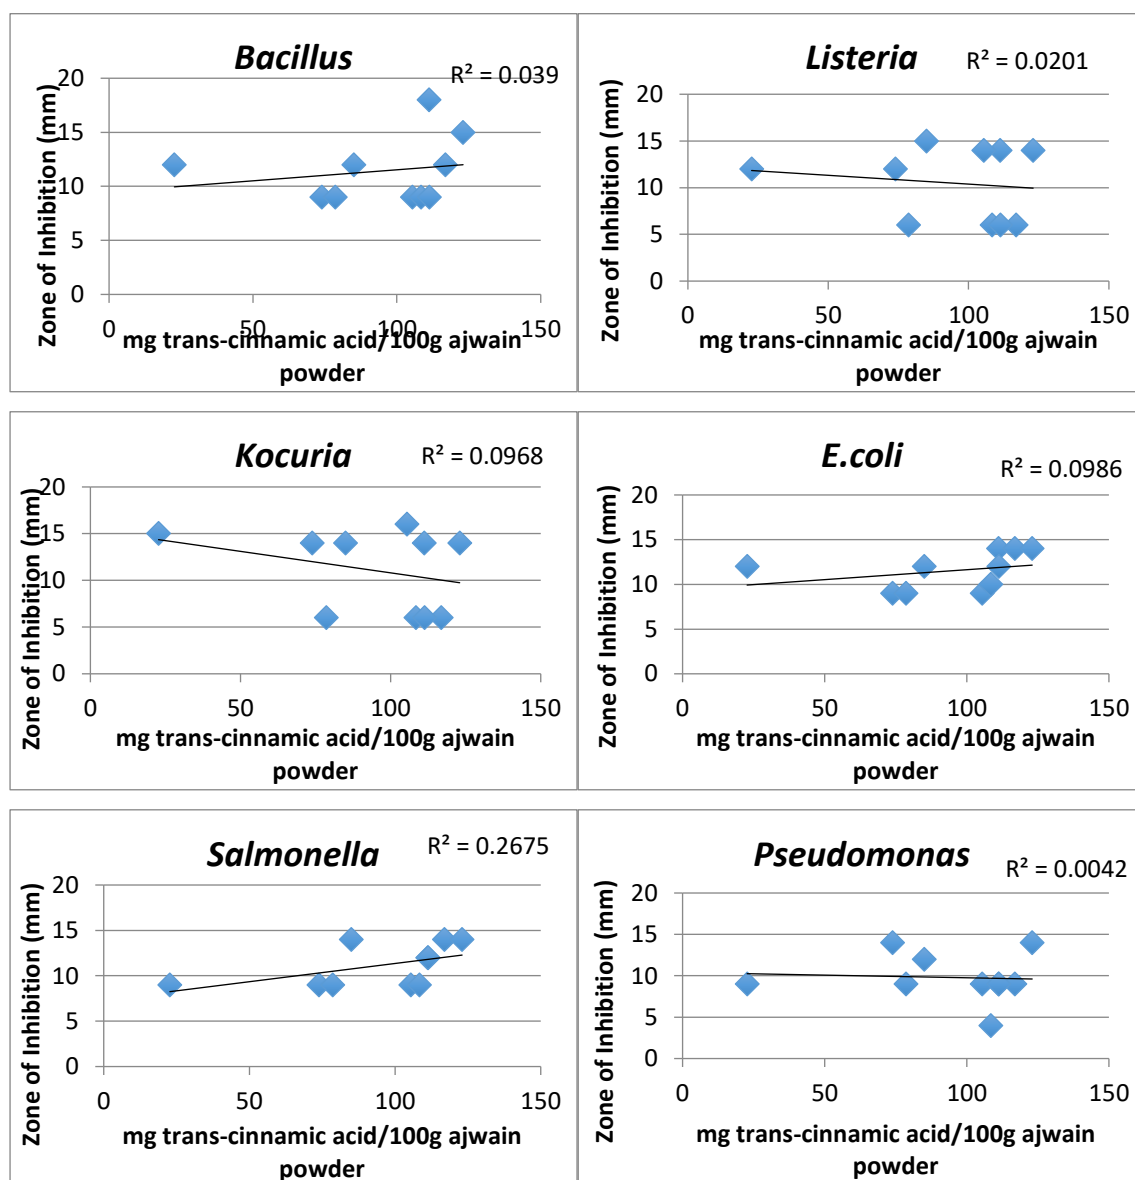 Bacillus
R² = 0.039
Zone of Inhibition (mm)
20
15
10
5
0
0 50 100 150
mg trans-cinnamic acid/100g ajwain
powder
Listeria
R² = 0.0201
Zone of Inhibition (mm)
20
15
10
5
0
0 50 100 150
mg trans-cinnamic acid/100g ajwain
powder
Kocuria
R² = 0.0968
Zone of Inhibition (mm)
20
15
10
5
0
0 50 100 150
mg trans-cinnamic acid/100g ajwain
powder
E.coli
R² = 0.0986
Zone of Inhibition (mm)
20
15
10
5
0
0 50 100 150
mg trans-cinnamic acid/100g ajwain
powder
Salmonella
R² = 0.2675
Zone of Inhibition (mm)
20
15
10
5
0
0 50 100 150
mg trans-cinnamic acid/100g ajwain
powder
Pseudomonas
R² = 0.0042
Zone of Inhibition (mm)
20
15
10
5
0
0 50 100 150
mg trans-cinnamic acid/100g ajwain
powder